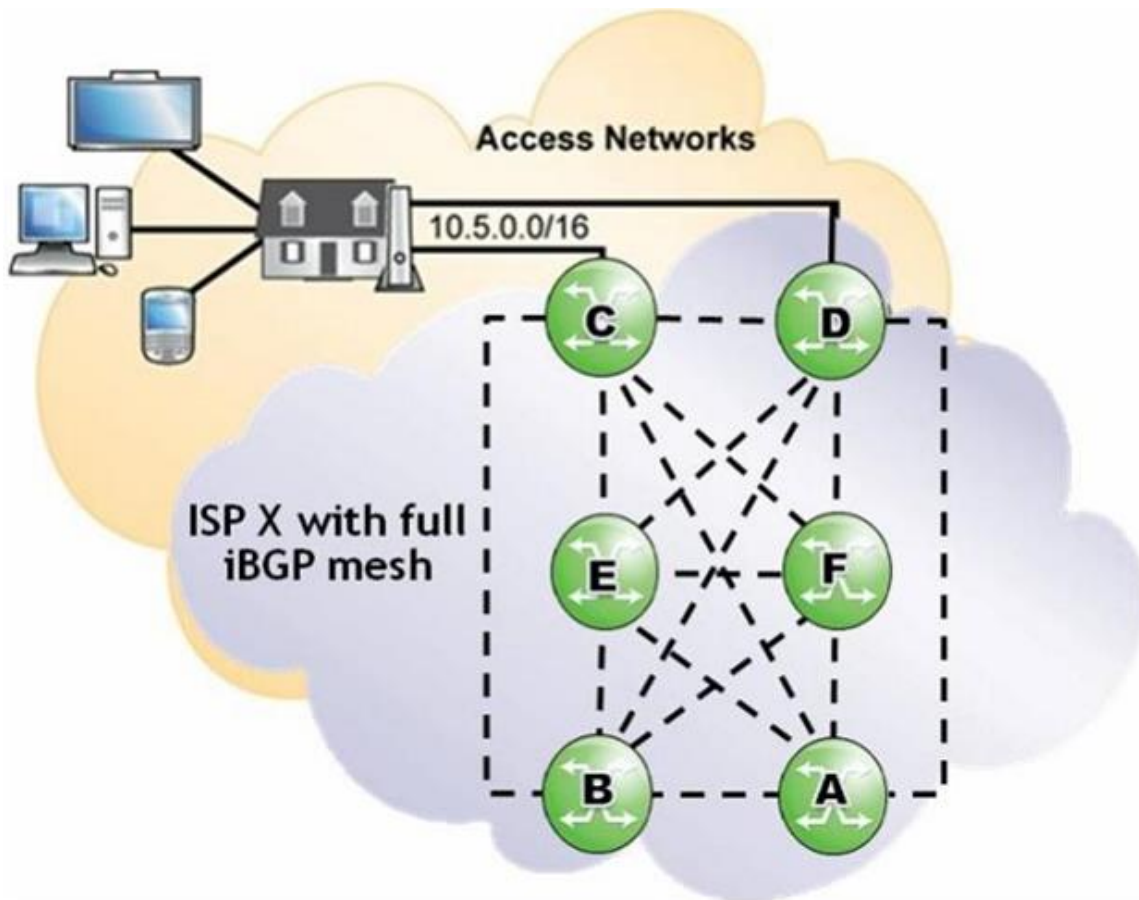 Access Networks
10.5.0.0/16
C
D
ISP X with full
iBGP mesh
E
F
B
A